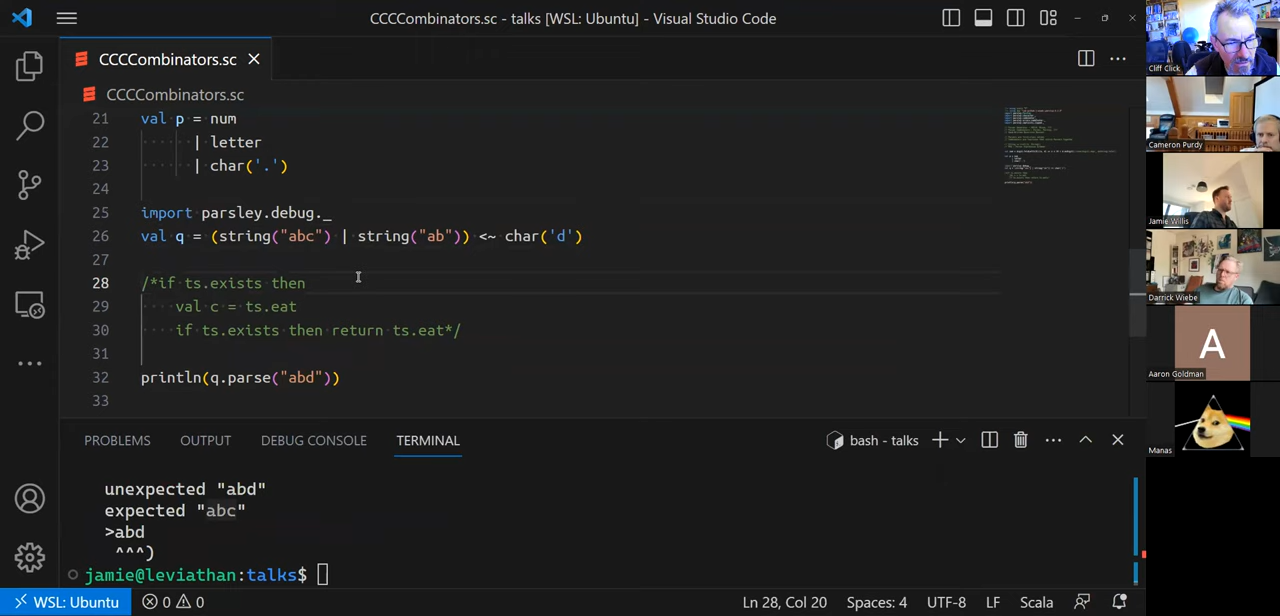 CCCCombinators.sc - talks [WSL: Ubuntu] - Visual Studio Code
CCCCombinators.sc
CCCCombinators.sc
21 val p = num
22 | letter
23 | char('.')
24
25 import parsley.debug._
26 val q = (string("abc") | string("ab")) <~ char('d')
27
28 /*if ts.exists then
29 val c = ts.eat
30 if ts.exists then return ts.eat*/
31
32 println(q.parse("abd"))
33
PROBLEMS OUTPUT DEBUG CONSOLE TERMINAL bash - talks
unexpected "abd"
expected "abc"
>abd
^^^)
jamie@leviathan:talks$
WSL: Ubuntu 0 0 Ln 28, Col 20 Spaces: 4 UTF-8 LF Scala
Cliff Click
Cameron Purdy
Jamie Willis
Darrick Wiebe
A
Aaron Goldman
Manas